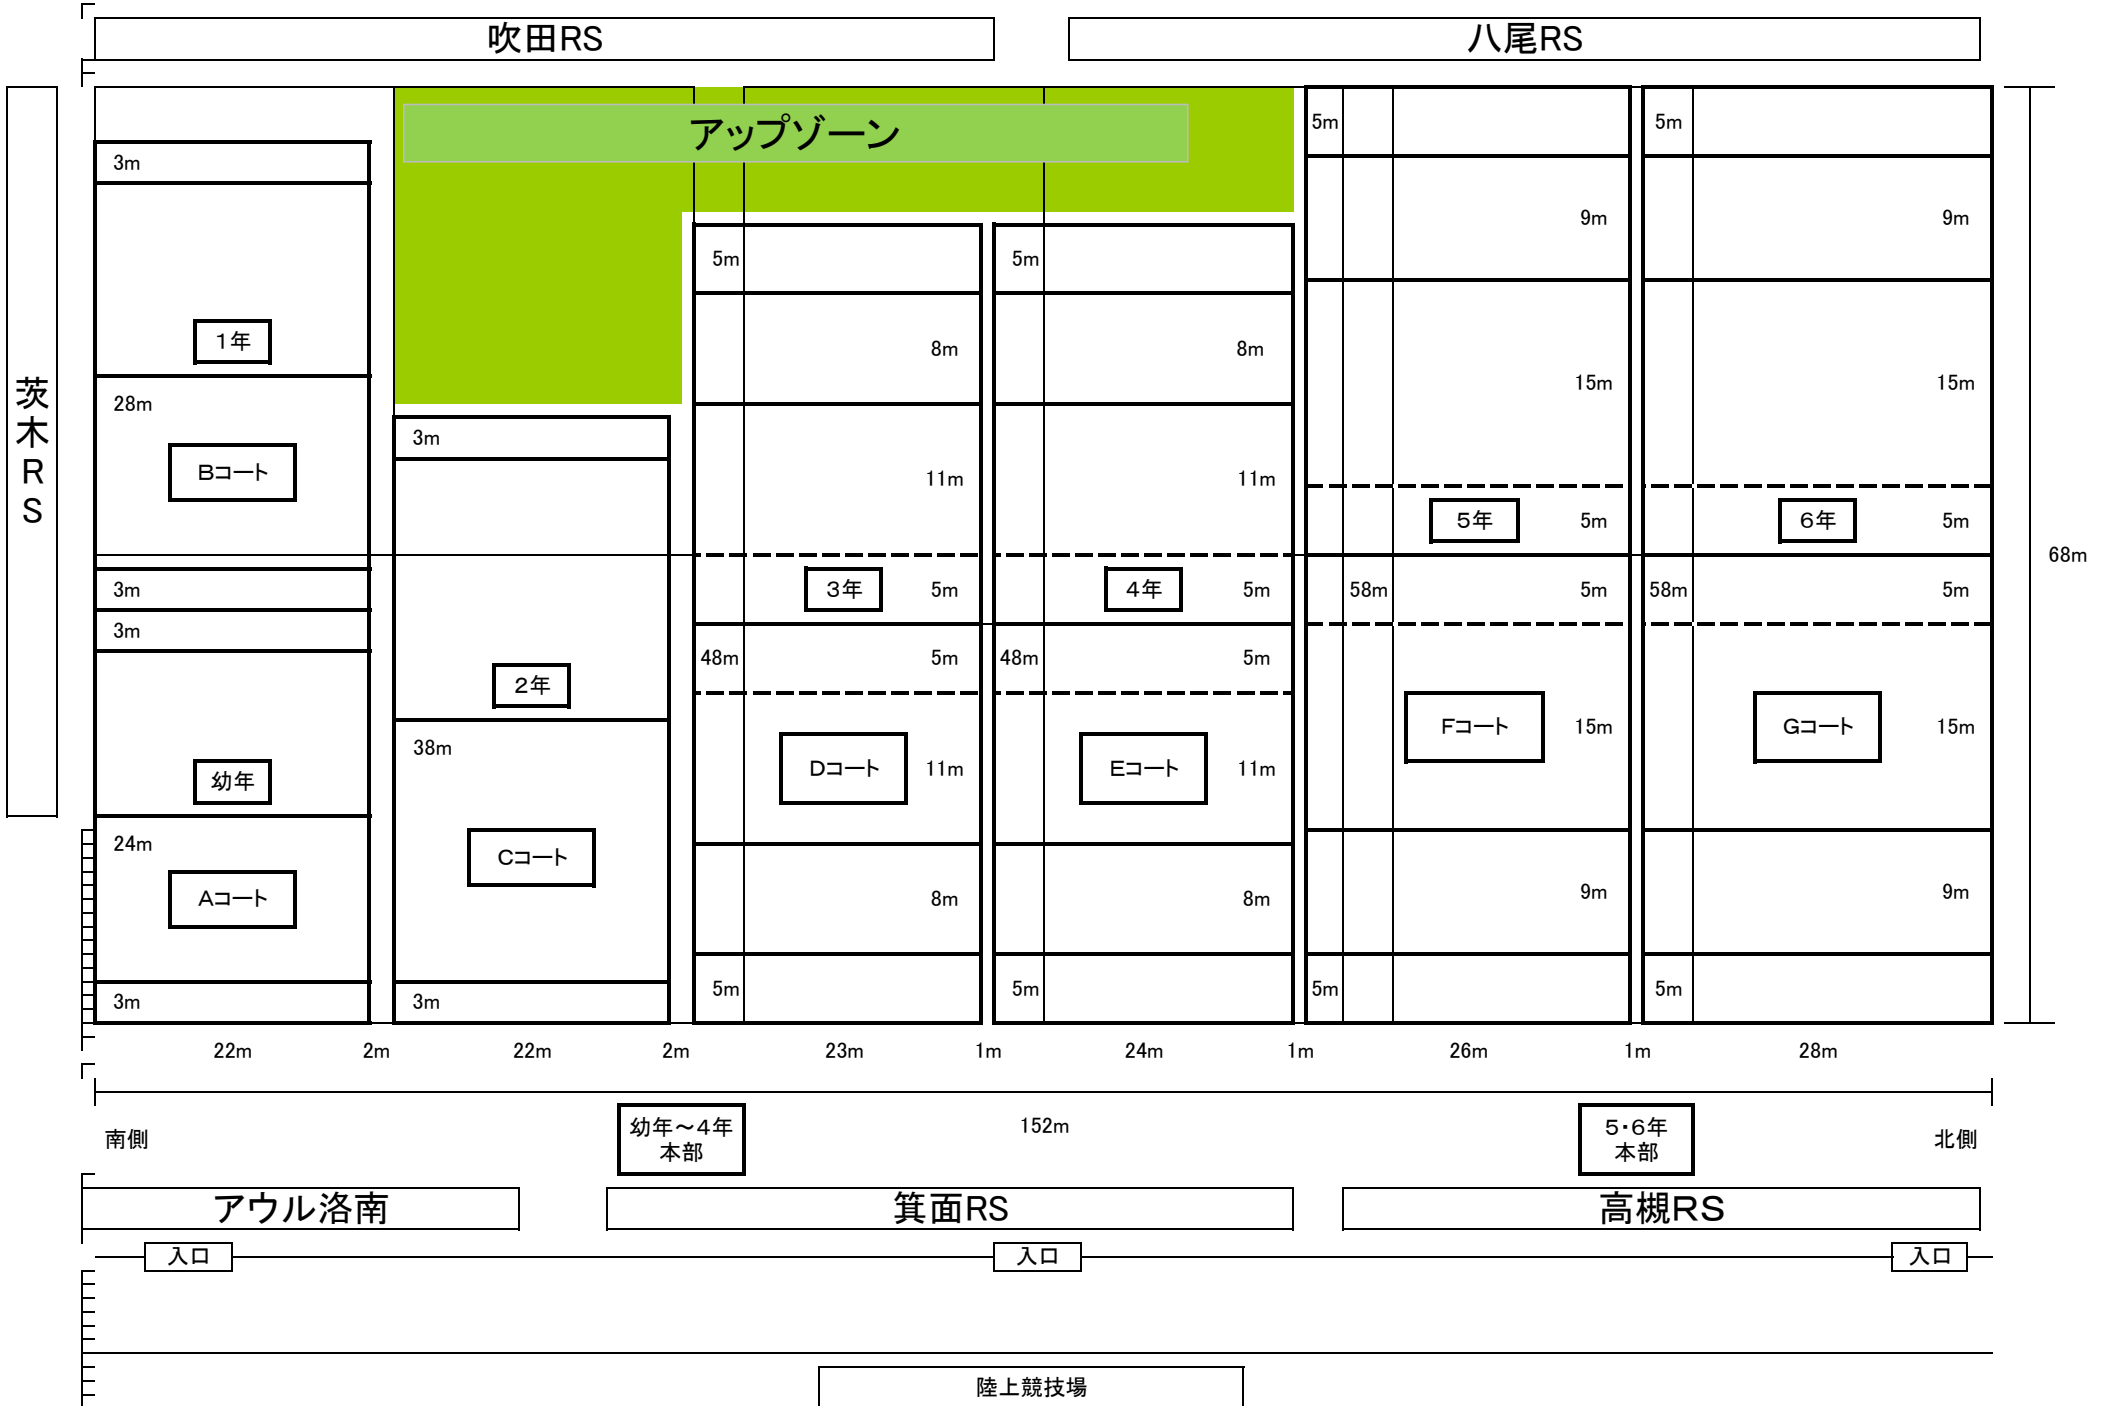 吹田RS
八尾RS
アップゾーン
茨木RS
5m
5m
3m
9m
9m
5m
5m
1年
8m
8m
15m
15m
28m
3m
Bコート
11m
11m
5年
5m
6年
5m
3m
3年
5m
4年
5m
58m
5m
58m
5m
3m
48m
5m
48m
5m
2年
Fコート
15m
Gコート
15m
38m
幼年
Dコート
11m
Eコート
11m
24m
Cコート
Aコート
8m
8m
9m
9m
3m
3m
5m
5m
5m
5m
68m
22m
2m
22m
2m
23m
1m
24m
1m
26m
1m
28m
南側
幼年～4年
本部
152m
5・6年
本部
北側
アウル洛南
箕面RS
高槻RS
入口
入口
入口
陸上競技場